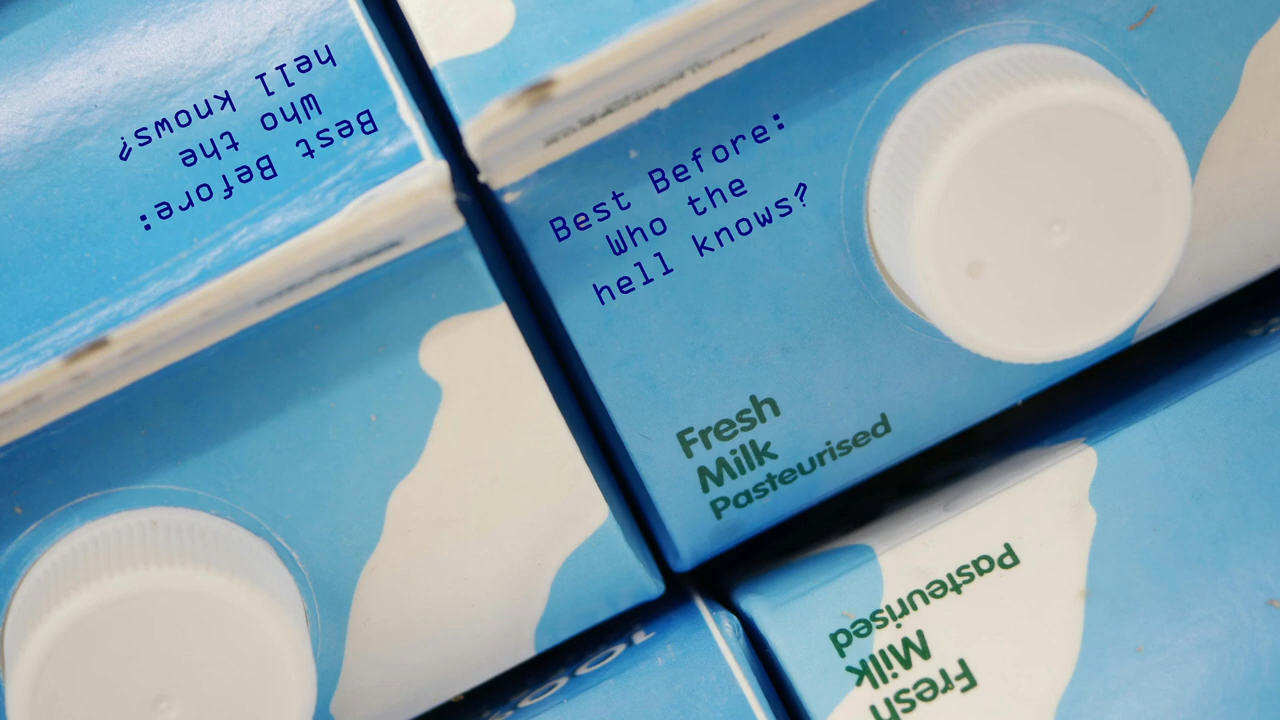 Best Before:
Who the
hell knows?
Best Before:
Who the
hell knows?
Fresh
Milk
Pasteurised
Fresh
Milk
Pasteurised